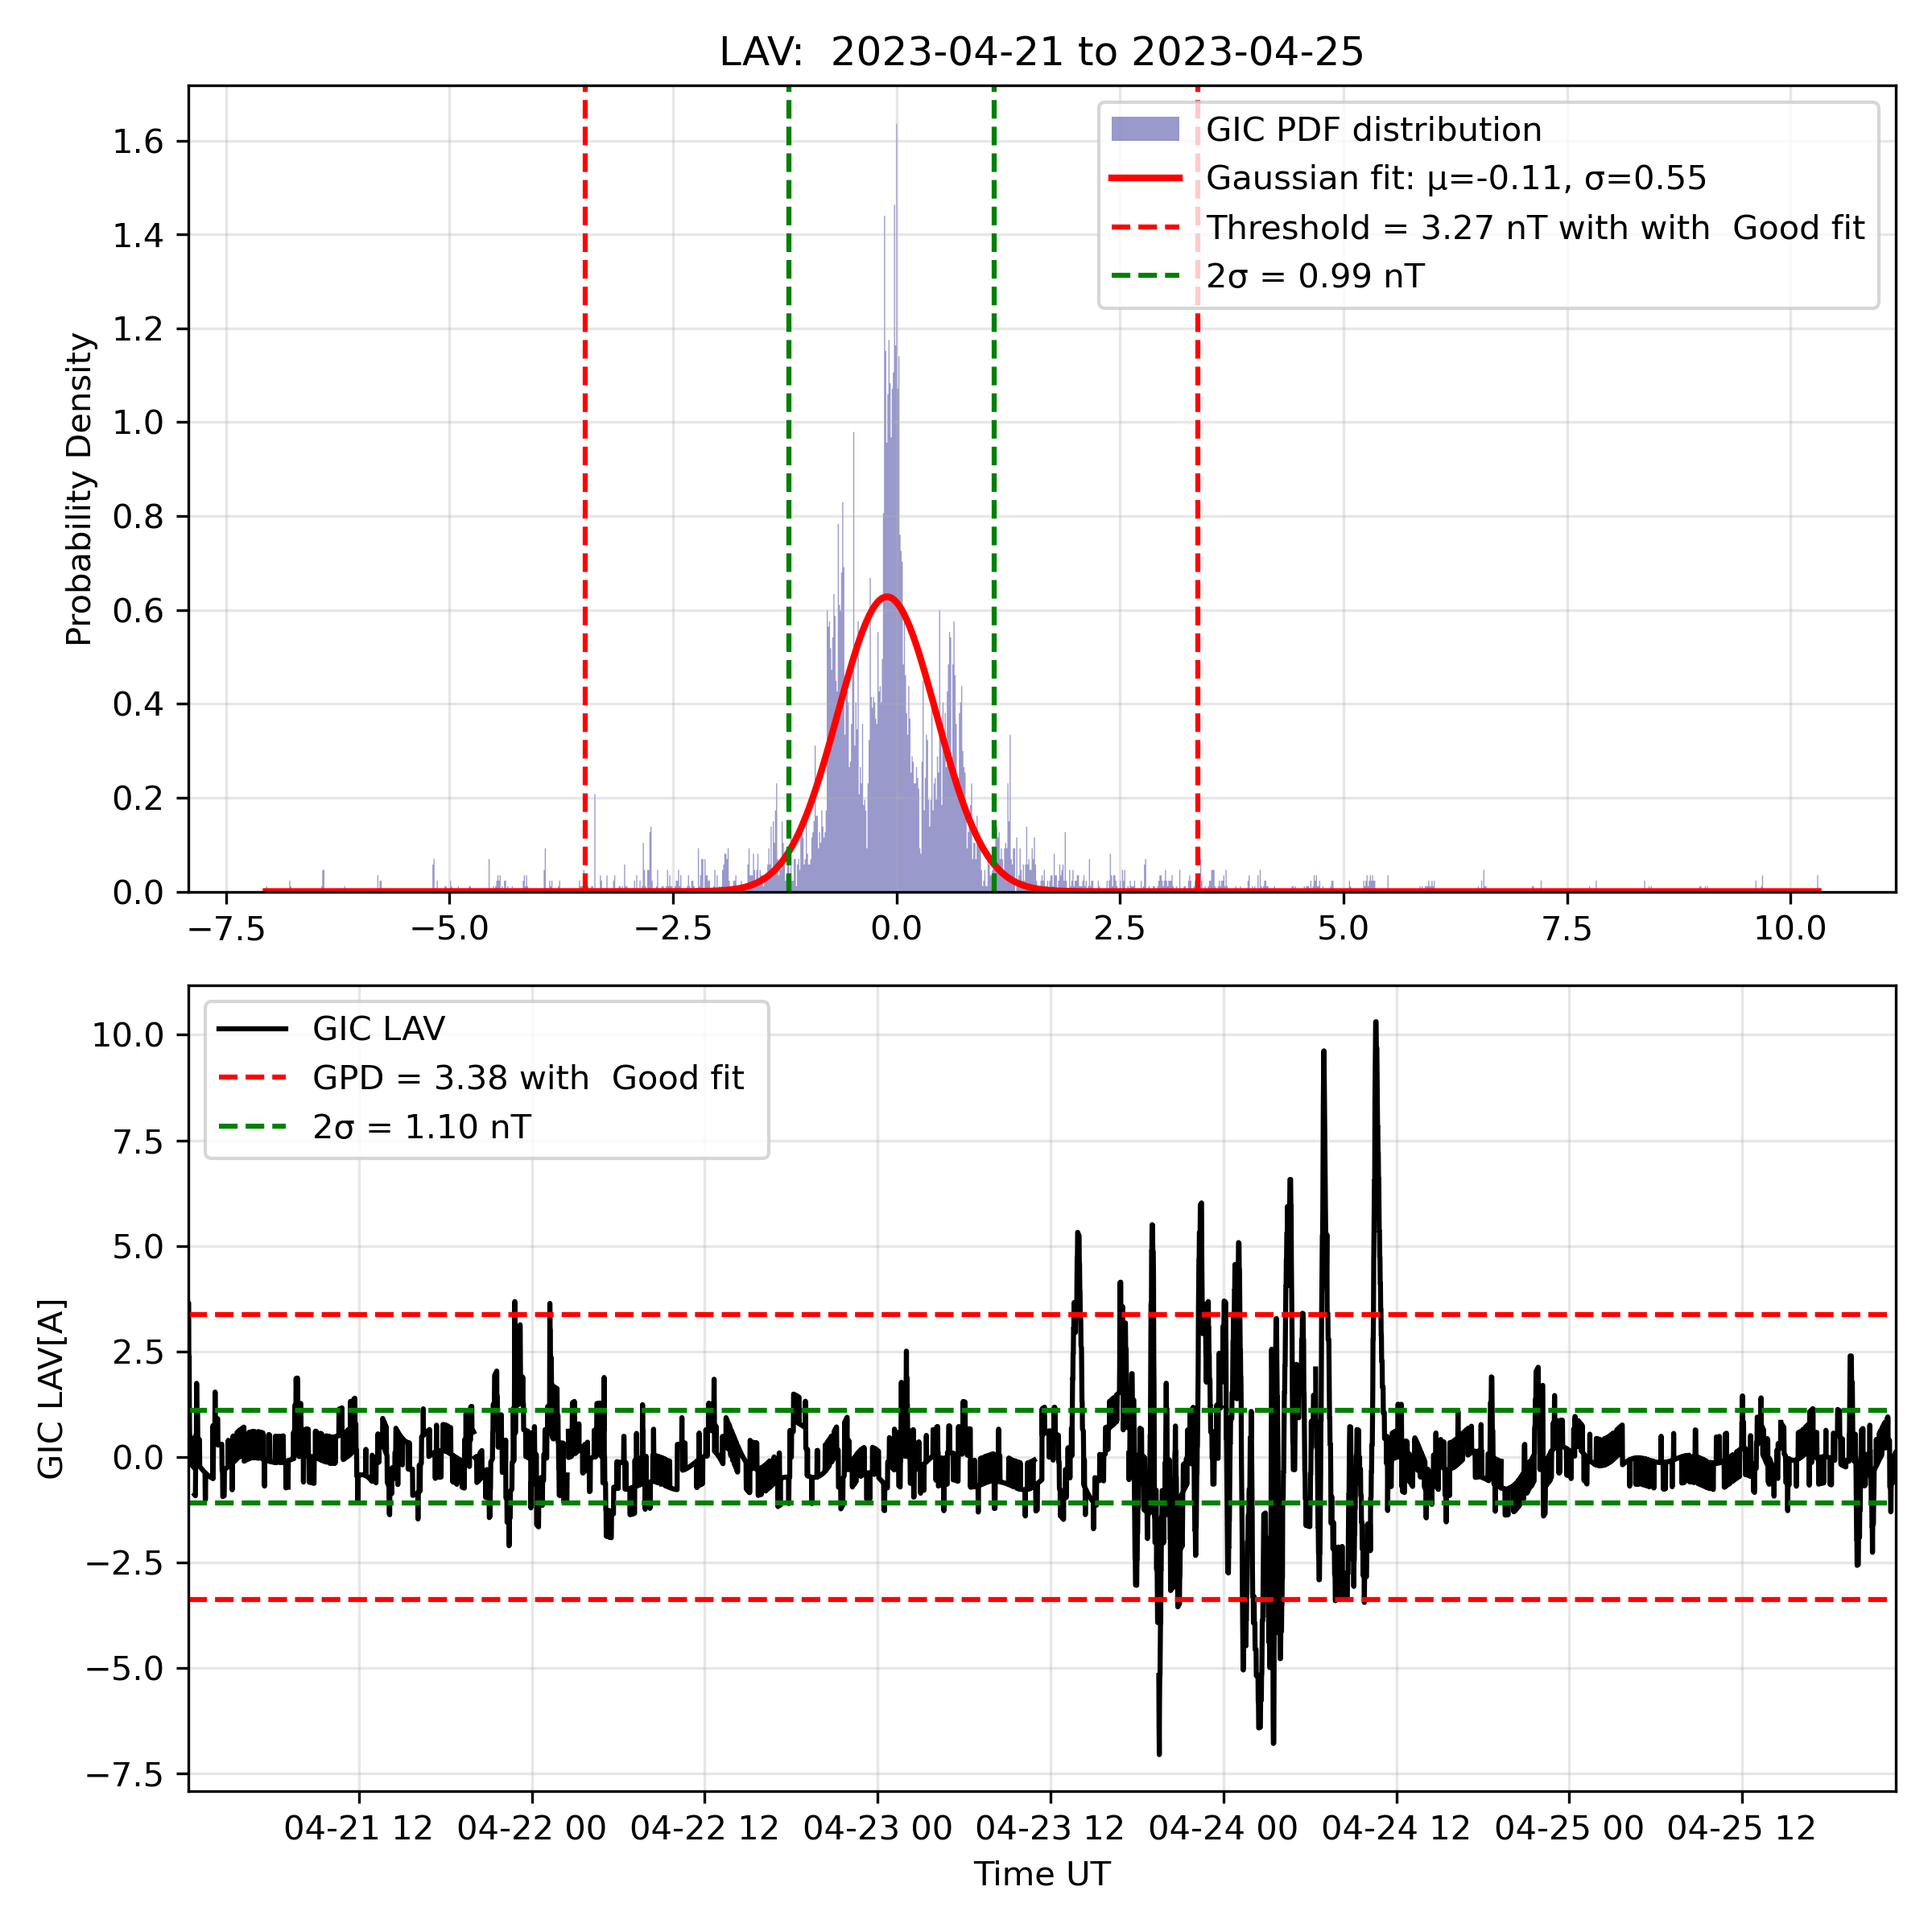 LAV:  2023-04-21 to 2023-04-25
GIC PDF distribution
Gaussian fit: μ=-0.11, σ=0.55
Threshold = 3.27 nT with with  Good fit
2σ = 0.99 nT
Probability Density
1.6
1.4
1.2
1.0
0.8
0.6
0.4
0.2
0.0
−7.5 −5.0 −2.5 0.0 2.5 5.0 7.5 10.0
GIC LAV
GPD = 3.38 with  Good fit
2σ = 1.10 nT
GIC LAV[A]
10.0
7.5
5.0
2.5
0.0
−2.5
−5.0
−7.5
04-21 12 04-22 00 04-22 12 04-23 00 04-23 12 04-24 00 04-24 12 04-25 00 04-25 12
Time UT